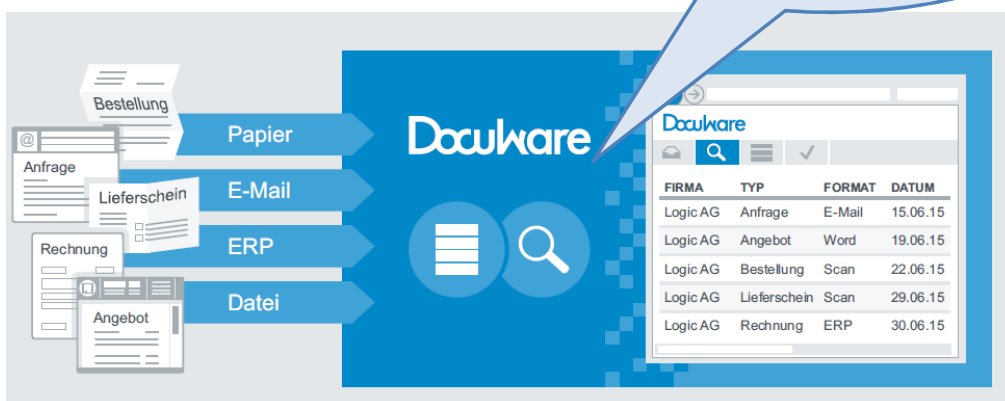 Bestellung
@
Anfrage
Lieferschein
Rechnung
Angebot
Papier
E-Mail
ERP
Datei
DocuWare
DocuWare
FIRMA TYP FORMAT DATUM
Logic AG Anfrage E-Mail 15.06.15
Logic AG Angebot Word 19.06.15
Logic AG Bestellung Scan 22.06.15
Logic AG Lieferschein Scan 29.06.15
Logic AG Rechnung ERP 30.06.15